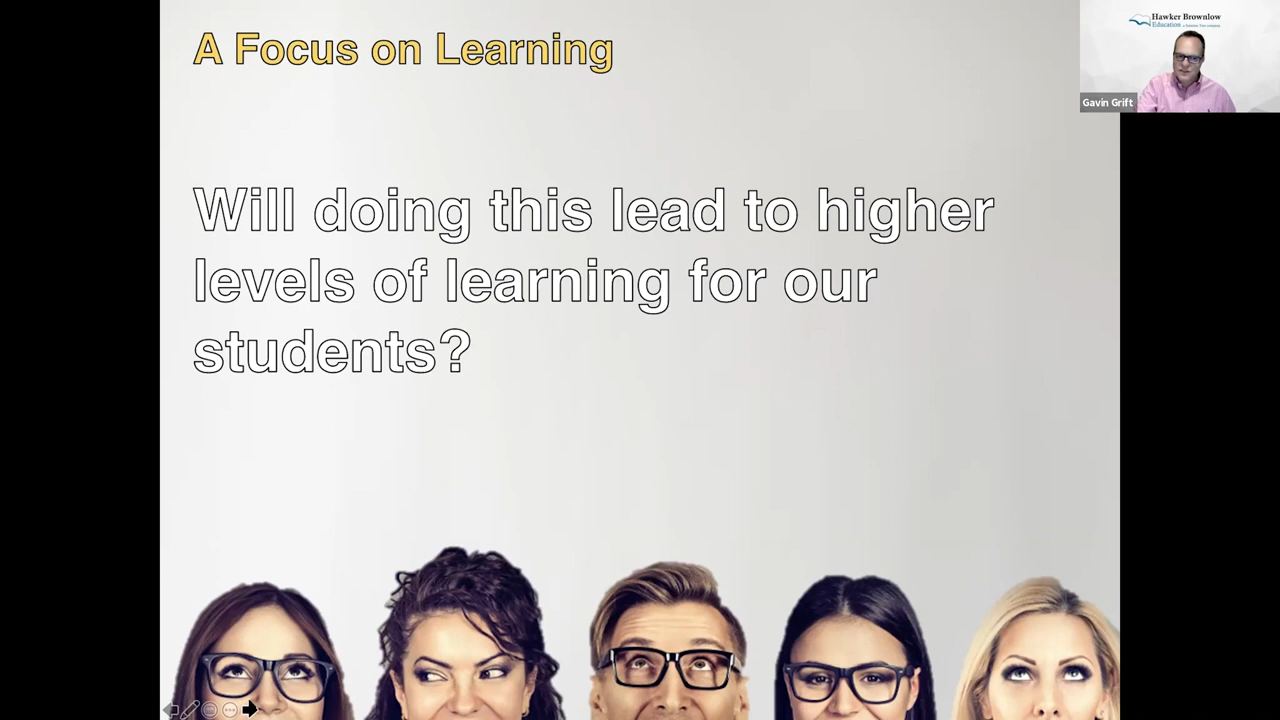 A Focus on Learning
Will doing this lead to higher
levels of learning for our
students?
Hawker Brownlow
Education
Gavin Grift